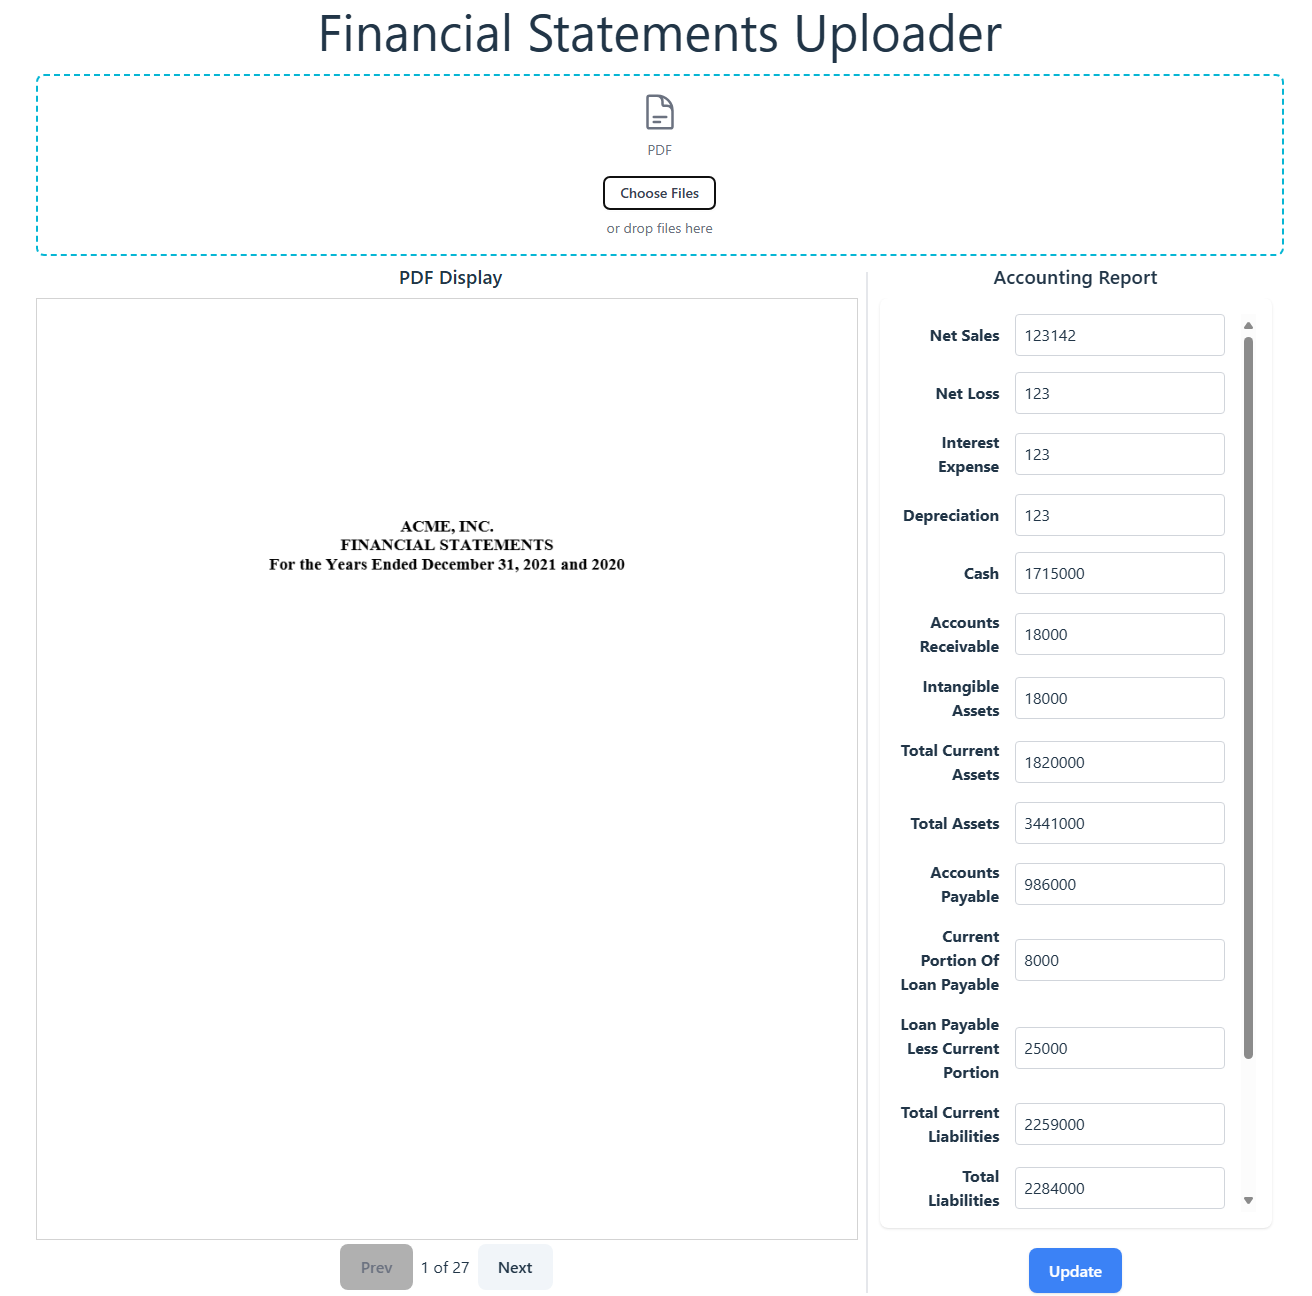 Financial Statements Uploader
PDF
Choose Files
or drop files here
PDF Display
ACME, INC.
FINANCIAL STATEMENTS
For the Years Ended December 31, 2021 and 2020
Prev
1 of 27
Next
Accounting Report
Net Sales
123142
Net Loss
123
Interest
Expense
123
Depreciation
123
Cash
1715000
Accounts
Receivable
18000
Intangible
Assets
18000
Total Current
Assets
1820000
Total Assets
3441000
Accounts
Payable
986000
Current
Portion Of
Loan Payable
8000
Loan Payable
Less Current
Portion
25000
Total Current
Liabilities
2259000
Total
Liabilities
2284000
Update